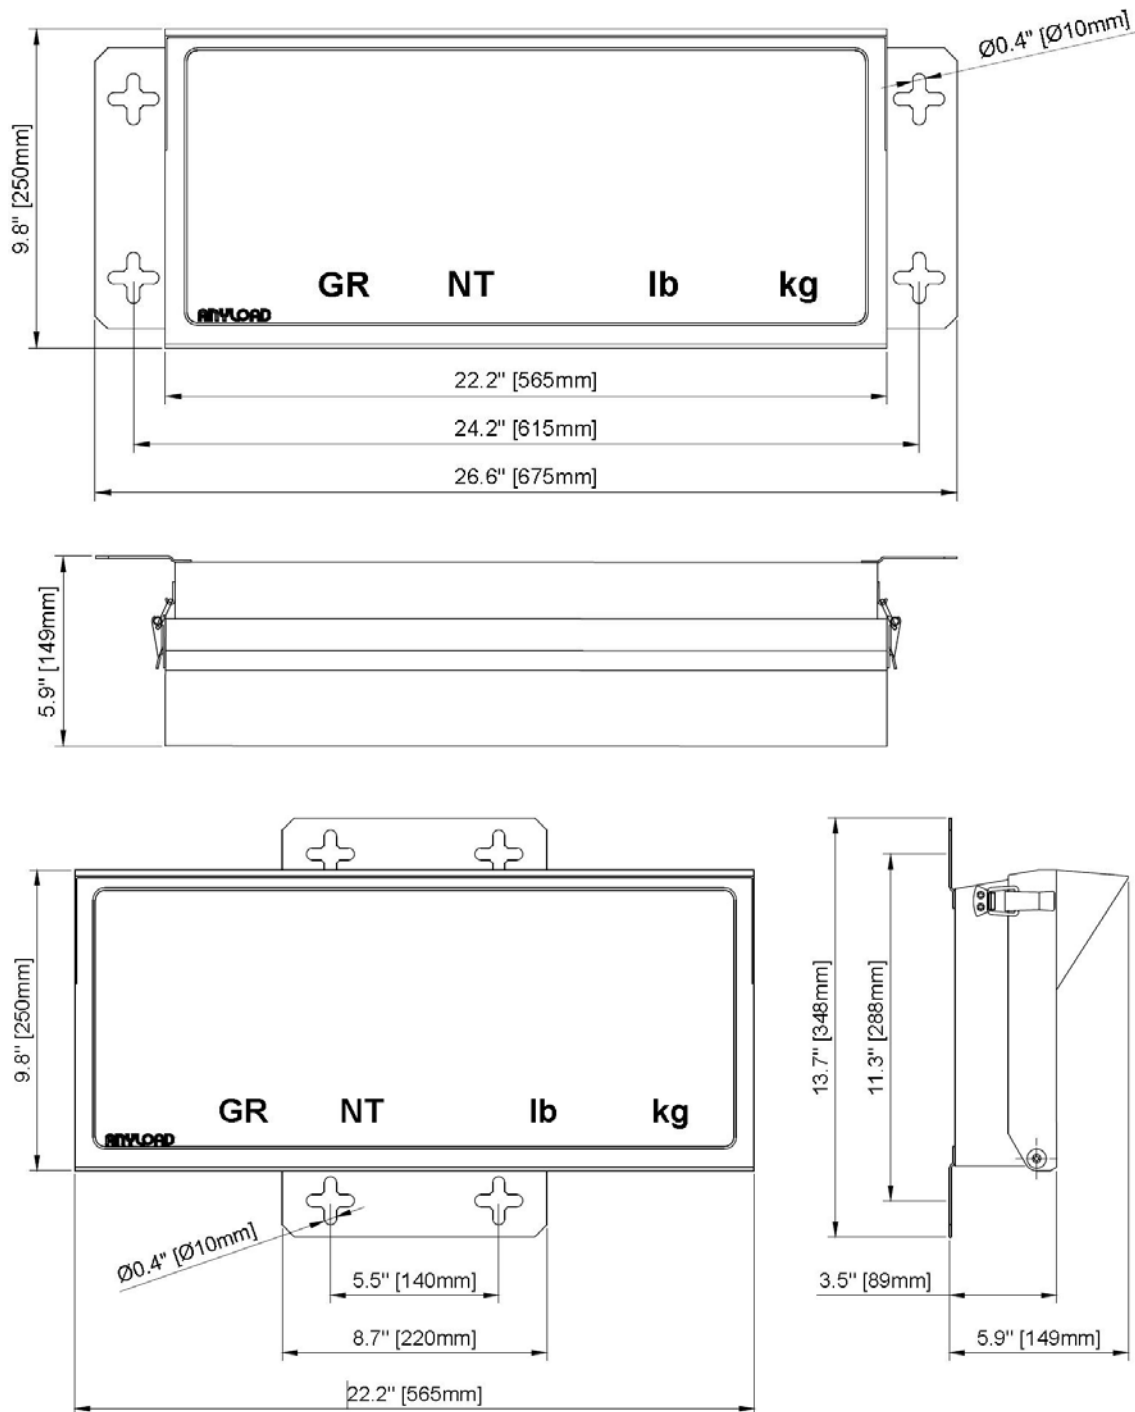 Ø0.4" [Ø10mm]
9.8" [250mm]
GR NT lb kg
ANYLOAD
22.2" [565mm]
24.2" [615mm]
26.6" [675mm]
5.9" [149mm]
9.8" [250mm]
GR NT lb kg
ANYLOAD
13.7" [348mm]
11.3" [288mm]
Ø0.4" [Ø10mm]
5.5" [140mm]
3.5" [89mm]
8.7" [220mm]
5.9" [149mm]
22.2" [565mm]